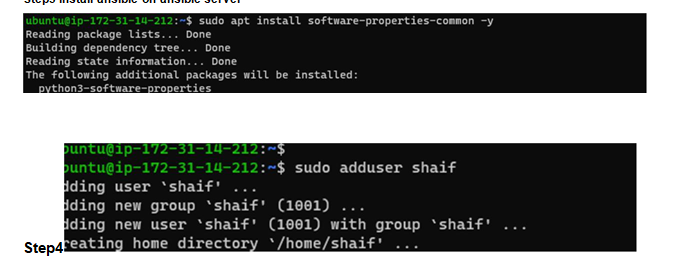 Step3 install ansible on ansible server
ubuntu@ip-172-31-14-212:~$ sudo apt install software-properties-common -y
Reading package lists... Done
Building dependency tree... Done
Reading state information... Done
The following additional packages will be installed:
python3-software-properties
buntu@ip-172-31-14-212:~$
buntu@ip-172-31-14-212:~$ sudo adduser shaif
dding user `shaif' ...
dding new group `shaif' (1001) ...
dding new user `shaif' (1001) with group `shaif' ...
Step4 reating home directory `/home/shaif' ...